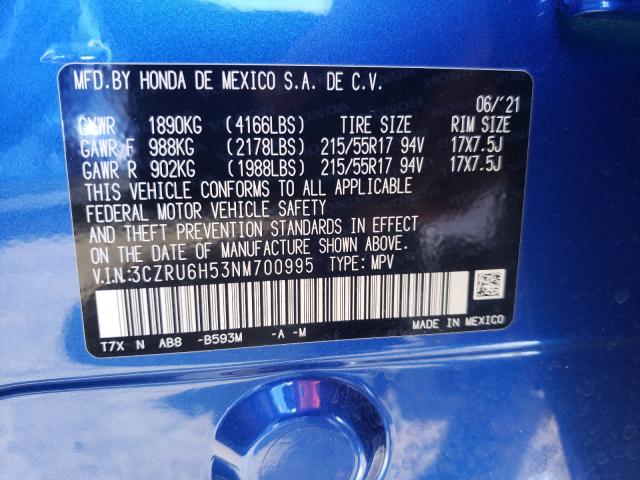 MFD.BY HONDA DE MEXICO S.A. DE C.V.
06/'21
GVWR 1890KG (4166LBS) TIRE SIZE RIM SIZE
GAWR F 988KG (2178LBS) 215/55R17 94V 17X7.5J
GAWR R 902KG (1988LBS) 215/55R17 94V 17X7.5J
THIS VEHICLE CONFORMS TO ALL APPLICABLE
FEDERAL MOTOR VEHICLE SAFETY
AND THEFT PREVENTION STANDARDS IN EFFECT
ON THE DATE OF MANUFACTURE SHOWN ABOVE.
V.I.N.:3CZRU6H53NM700995 TYPE: MPV
T7X N AB8 -B593M -A -M
MADE IN MEXICO